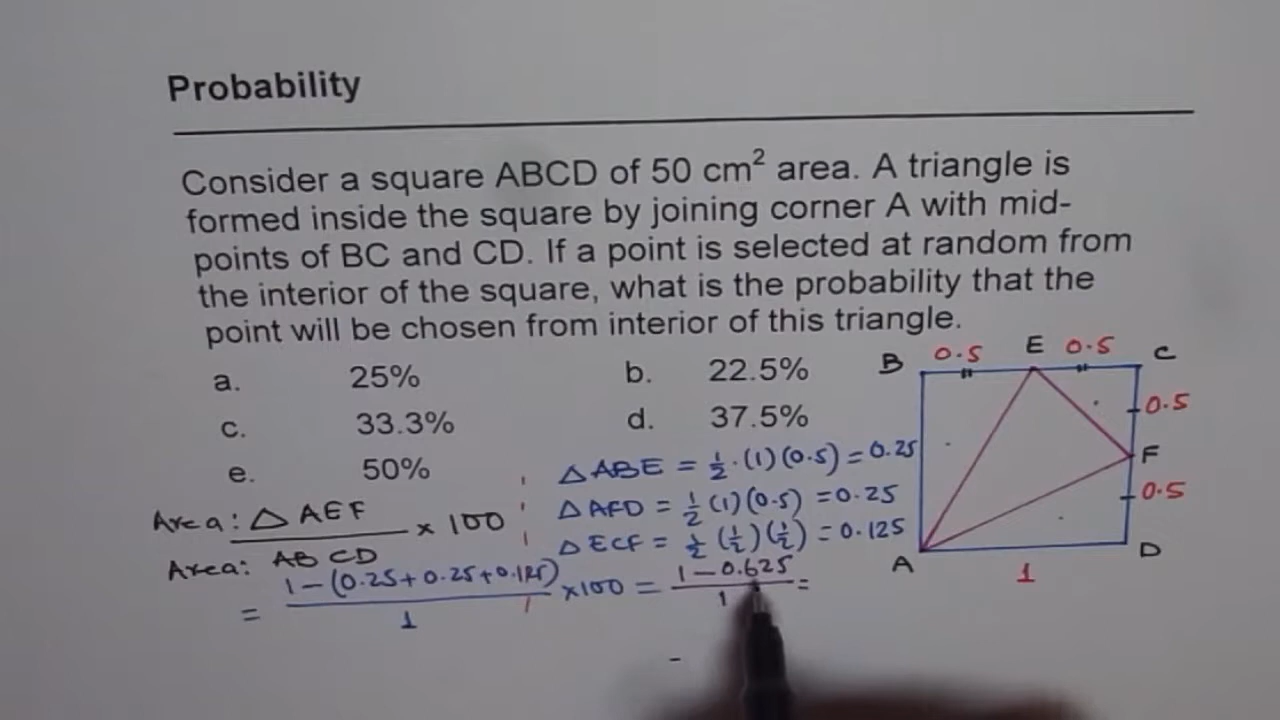 Probability
Consider a square ABCD of 50 cm² area. A triangle is
formed inside the square by joining corner A with mid-
points of BC and CD. If a point is selected at random from
the interior of the square, what is the probability that the
point will be chosen from interior of this triangle.
a. 25% b. 22.5%
c. 33.3% d. 37.5%
e. 50%
B 0.5 E 0.5 C
0.5
F
0.5
A 1 D
△ABE = 1/2 · (1)(0.5) = 0.25
△AFD = 1/2 (1)(0.5) = 0.25
△ECF = 1/2 (1/2)(1/2) = 0.125
Area: △AEF
× 100
Area: ABCD
= 1-(0.25+0.25+0.125)/1 ×100 = 1-0.625/1 =